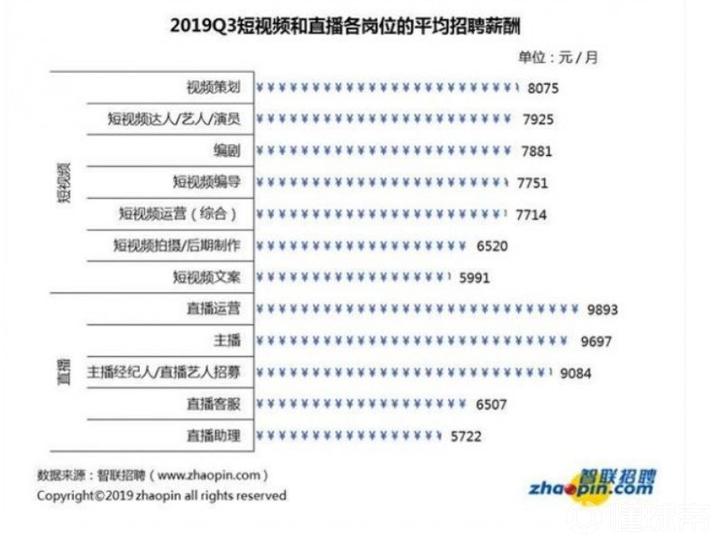 2019Q3短视频和直播各岗位的平均招聘薪酬
单位：元/月
短视频
视频策划 8075
短视频达人/艺人/演员 7925
编剧 7881
短视频编导 7751
短视频运营（综合） 7714
短视频拍摄/后期制作 6520
短视频文案 5991
直播
直播运营 9893
主播 9697
主播经纪人/直播艺人招募 9084
直播客服 6507
直播助理 5722
数据来源：智联招聘（www.zhaopin.com）
Copyright©2019 zhaopin all rights reserved
智联招聘
zhaopin.com